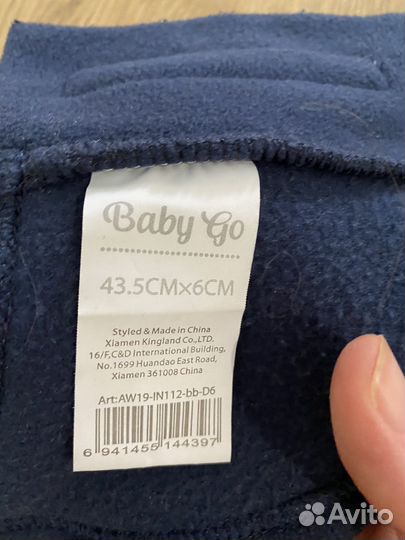 Baby Go
43.5CM×6CM
Styled & Made in China
Xiamen Kingland Co.,LTD.
16/F,C&D International Building,
No.1699 Huandao East Road,
Xiamen 361008 China
Art:AW19-IN112-bb-D6
6 941455 144397
Avito